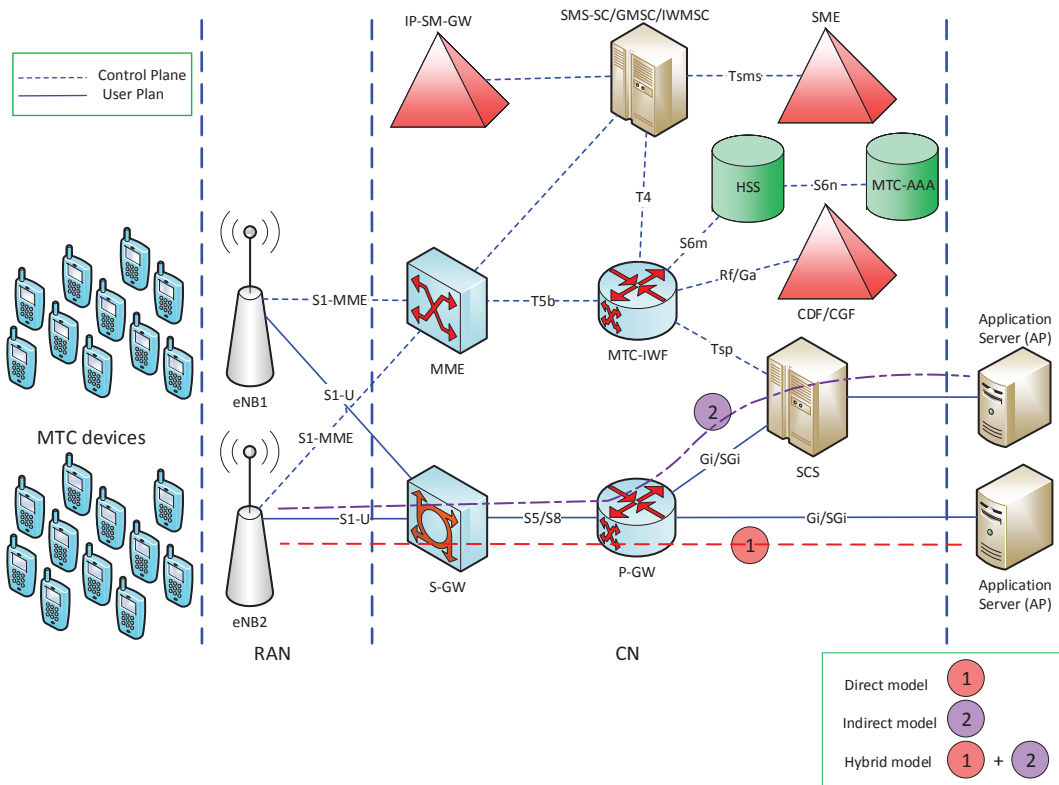 IP-SM-GW
SMS-SC/GMSC/IWMSC
SME
Control Plane
User Plan
Tsms
HSS
S6n
MTC-AAA
T4
S6m
Rf/Ga
CDF/CGF
S1-MME
T5b
MME
MTC-IWF
Tsp
Application
Server (AP)
eNB1
S1-U
2
MTC devices
S1-MME
Gi/SGi
SCS
S1-U
S5/S8
Gi/SGi
1
S-GW
P-GW
Application
Server (AP)
eNB2
RAN
CN
Direct model 1
Indirect model 2
Hybrid model 1 + 2